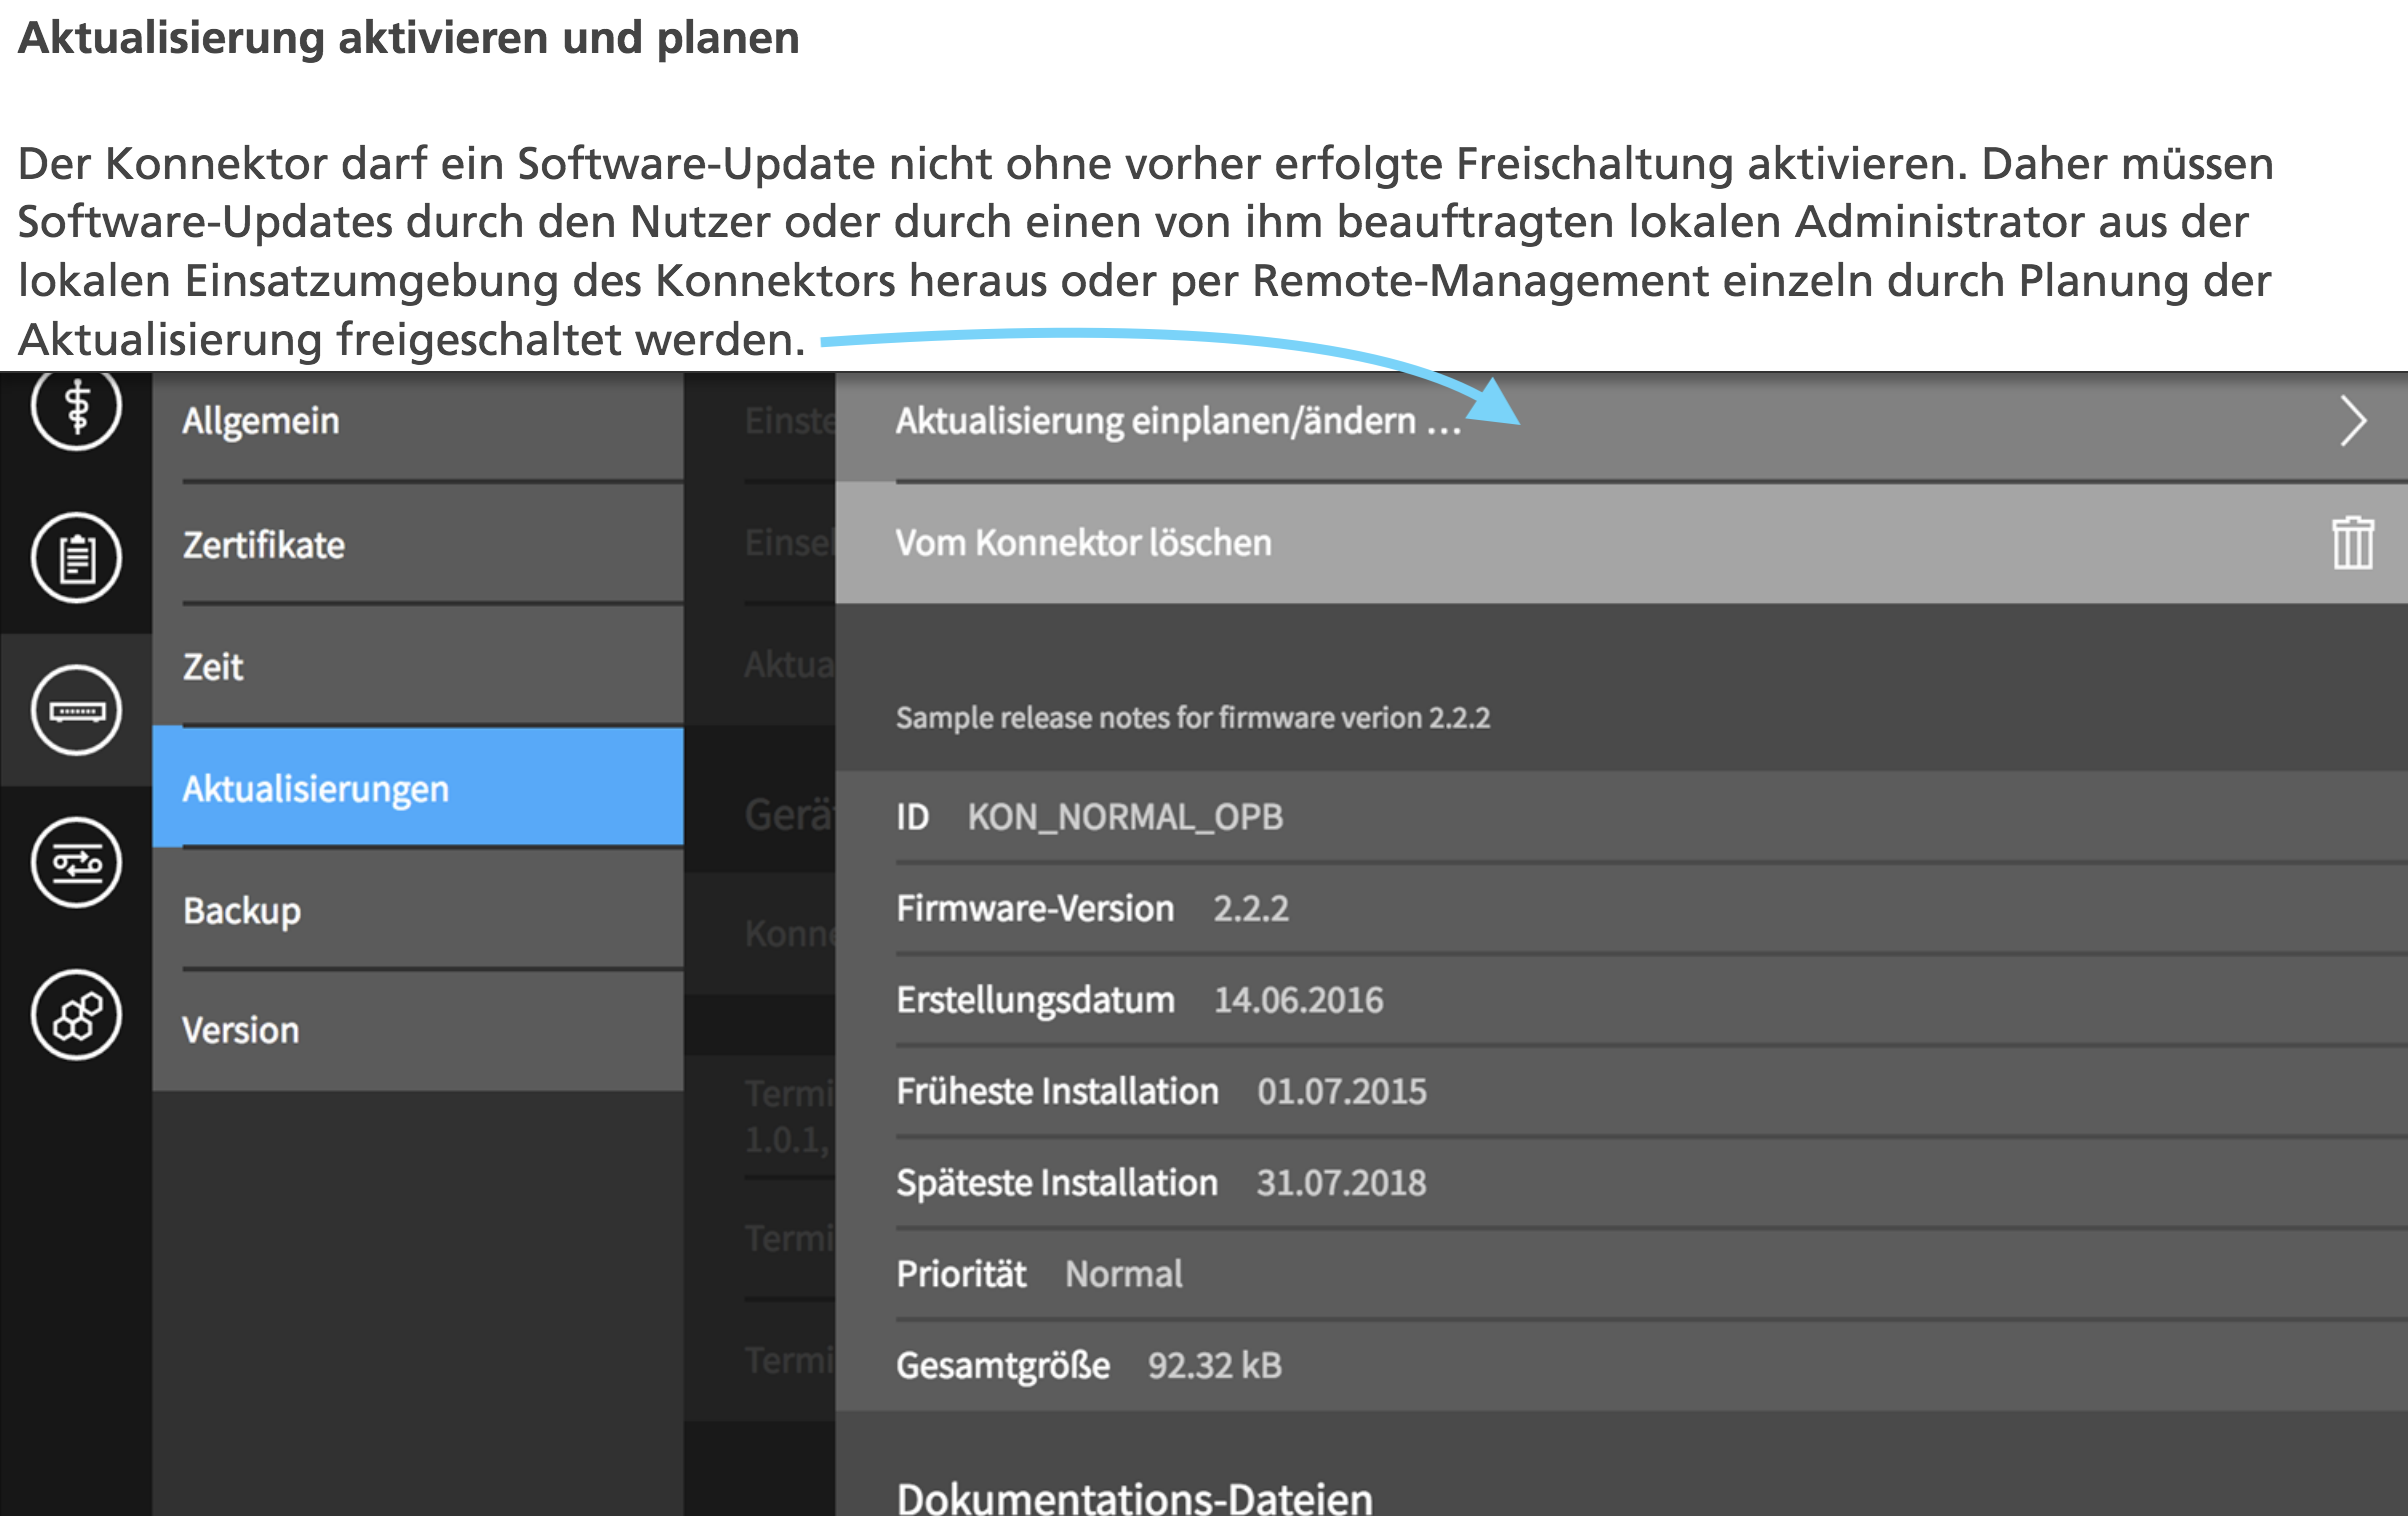 Aktualisierung aktivieren und planen
Der Konnektor darf ein Software-Update nicht ohne vorher erfolgte Freischaltung aktivieren. Daher müssen
Software-Updates durch den Nutzer oder durch einen von ihm beauftragten lokalen Administrator aus der
lokalen Einsatzumgebung des Konnektors heraus oder per Remote-Management einzeln durch Planung der
Aktualisierung freigeschaltet werden.
Allgemein
Zertifikate
Zeit
Aktualisierungen
Backup
Version
Einste
Einsel
Aktua
Gerä
Konne
Termi
1.0.1,
Termi
Termi
Aktualisierung einplanen/ändern ...
Vom Konnektor löschen
Sample release notes for firmware verion 2.2.2
ID KON_NORMAL_OPB
Firmware-Version 2.2.2
Erstellungsdatum 14.06.2016
Früheste Installation 01.07.2015
Späteste Installation 31.07.2018
Priorität Normal
Gesamtgröße 92.32 kB
Dokumentations-Dateien